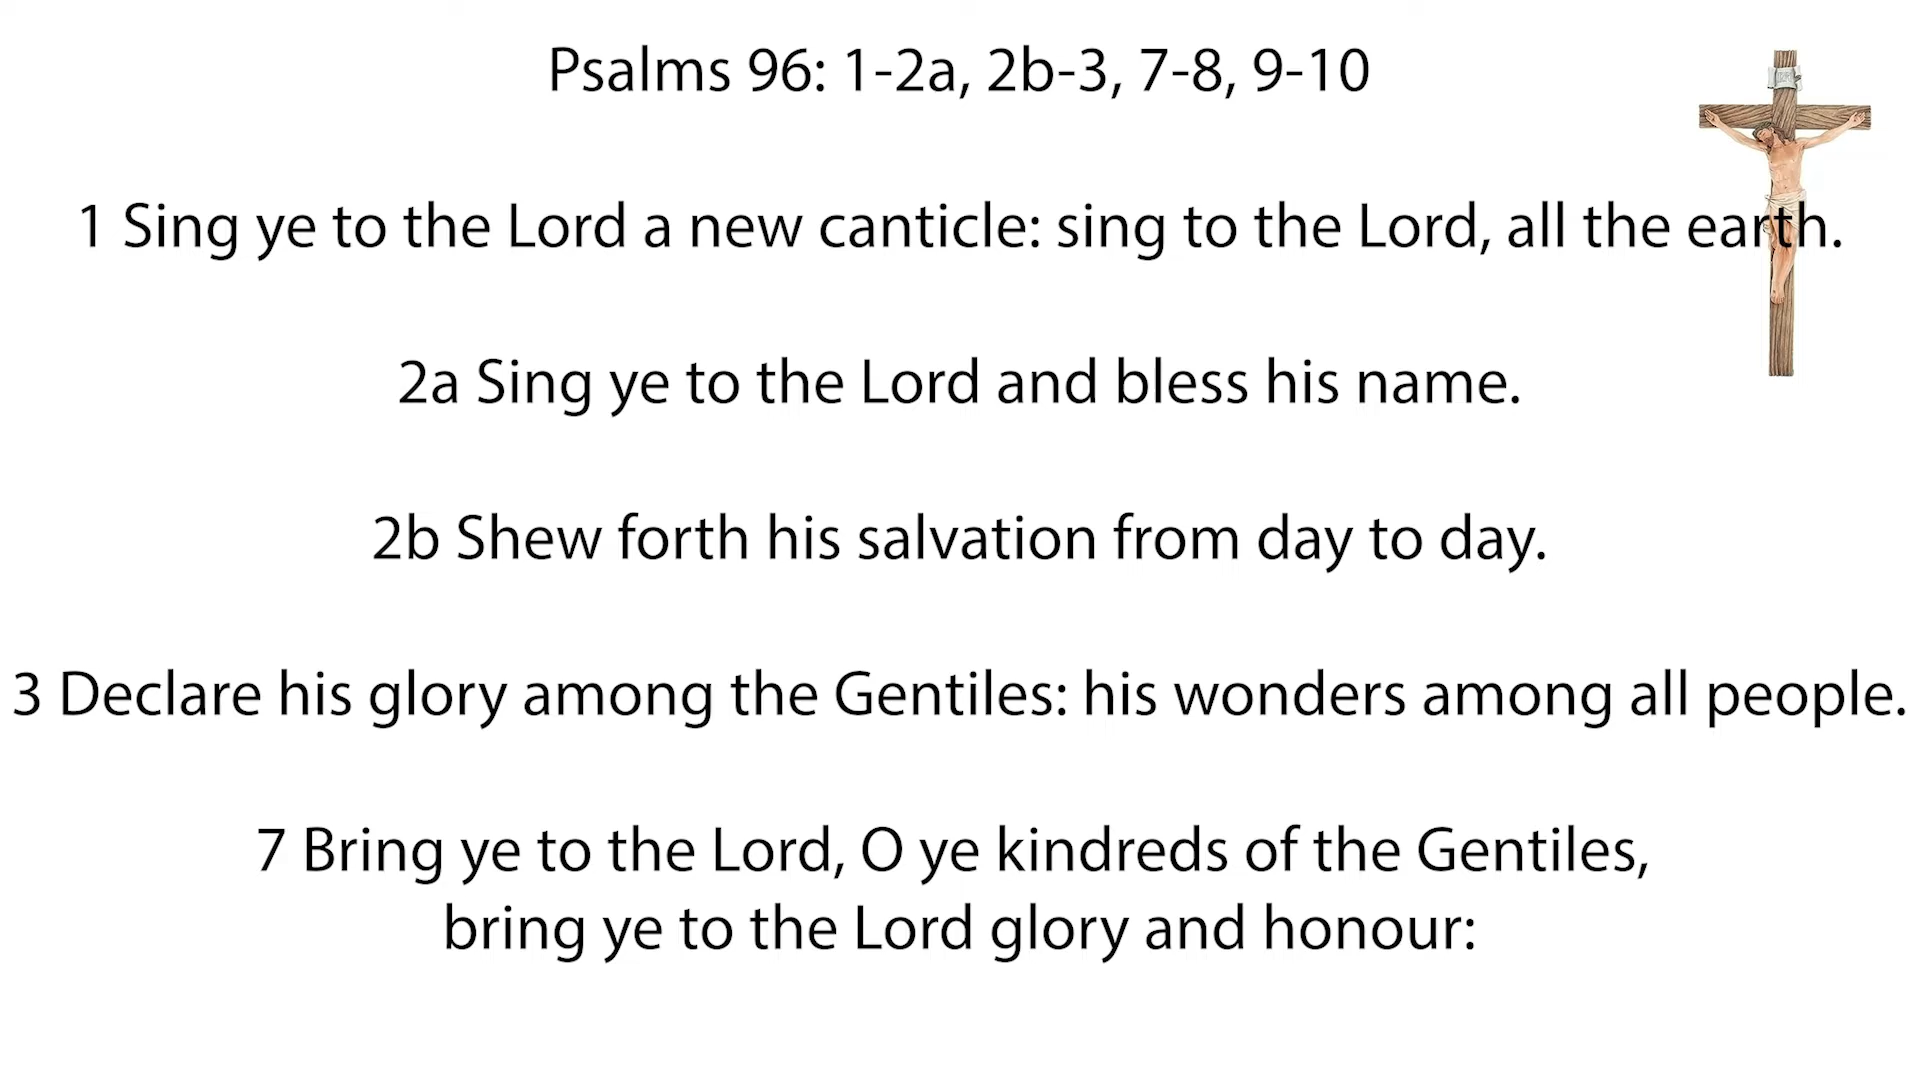 Psalms 96: 1-2a, 2b-3, 7-8, 9-10
1 Sing ye to the Lord a new canticle: sing to the Lord, all the earth.
2a Sing ye to the Lord and bless his name.
2b Shew forth his salvation from day to day.
3 Declare his glory among the Gentiles: his wonders among all people.
7 Bring ye to the Lord, O ye kindreds of the Gentiles,
bring ye to the Lord glory and honour: